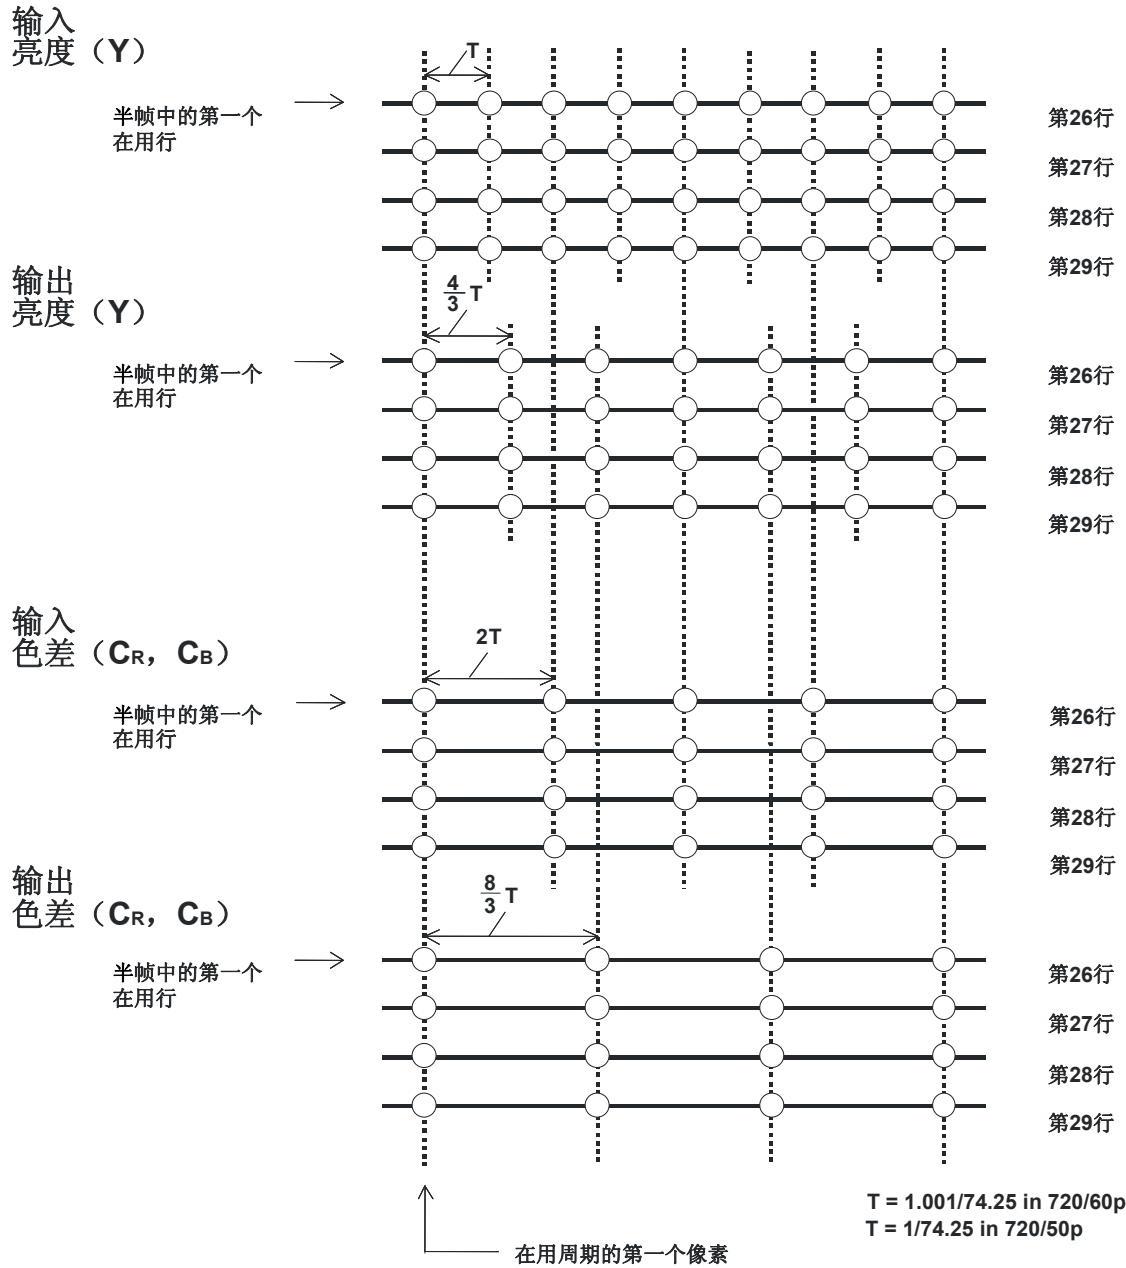 输入
亮度（Y）
T
半帧中的第一个
在用行
第26行
第27行
第28行
第29行
输出
亮度（Y）
4/3 T
半帧中的第一个
在用行
第26行
第27行
第28行
第29行
输入
色差（CR，CB）
2T
半帧中的第一个
在用行
第26行
第27行
第28行
第29行
输出
色差（CR，CB）
8/3 T
半帧中的第一个
在用行
第26行
第27行
第28行
第29行
T = 1.001/74.25 in 720/60p
T = 1/74.25 in 720/50p
在用周期的第一个像素